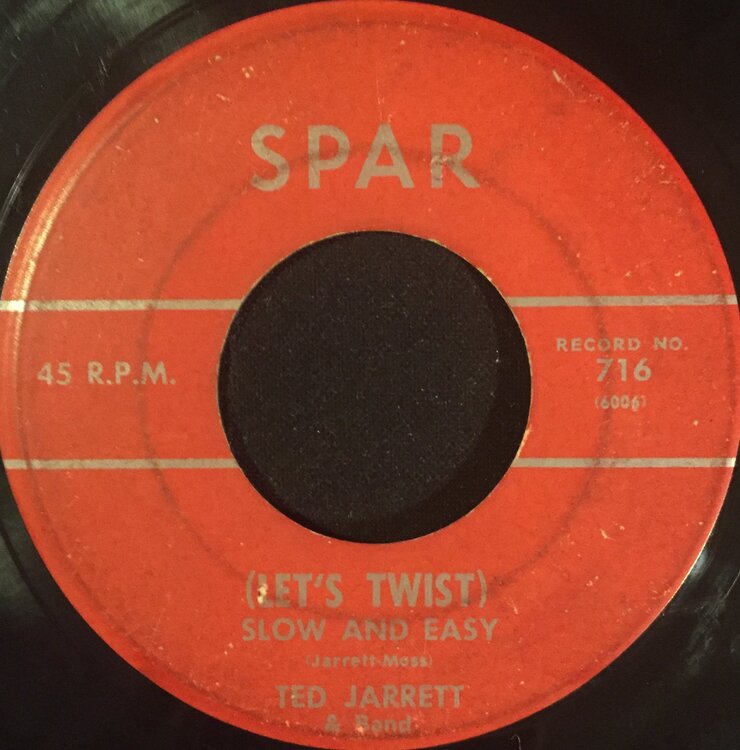 SPAR
45 R.P.M.
RECORD NO.
716
(6006)
(LET'S TWIST)
SLOW AND EASY
(Jarrett-Moss)
TED JARRETT
& Band